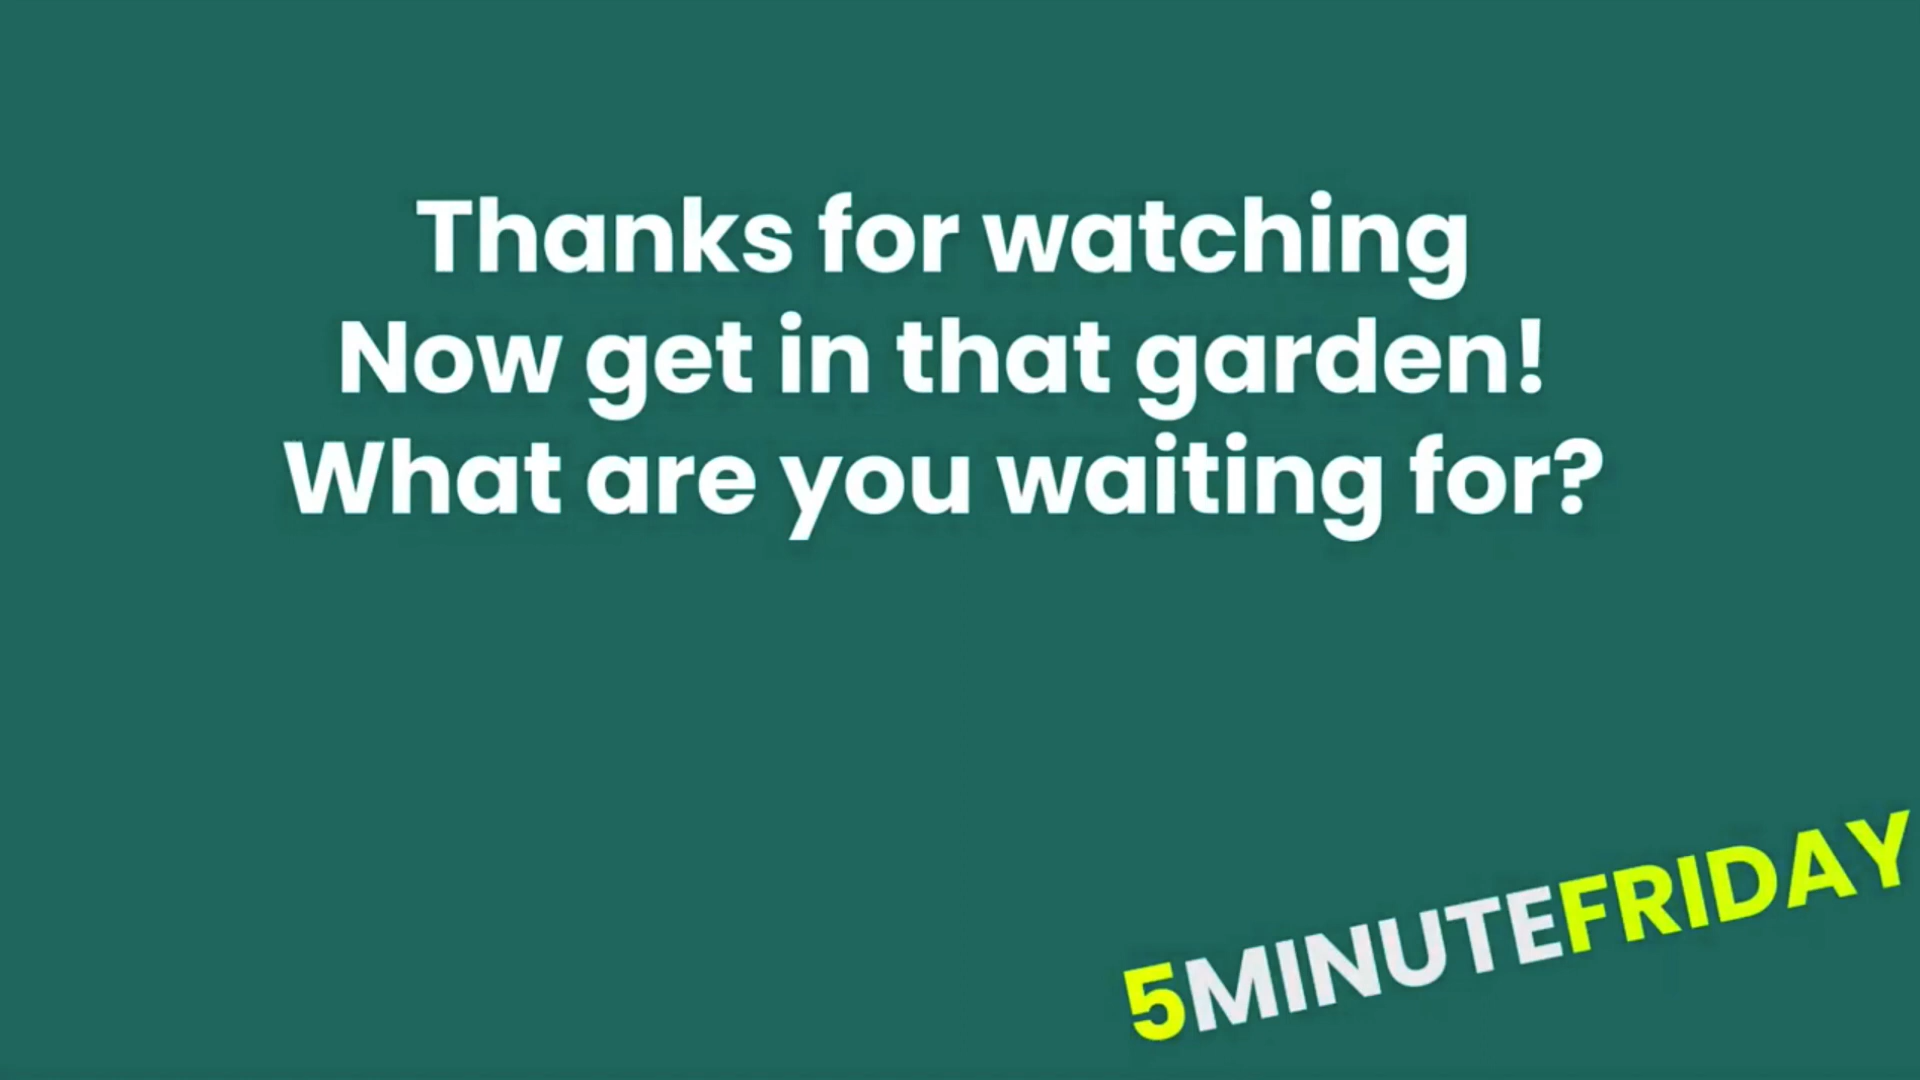 Thanks for watching
Now get in that garden!
What are you waiting for?
5MINUTEFRIDAY